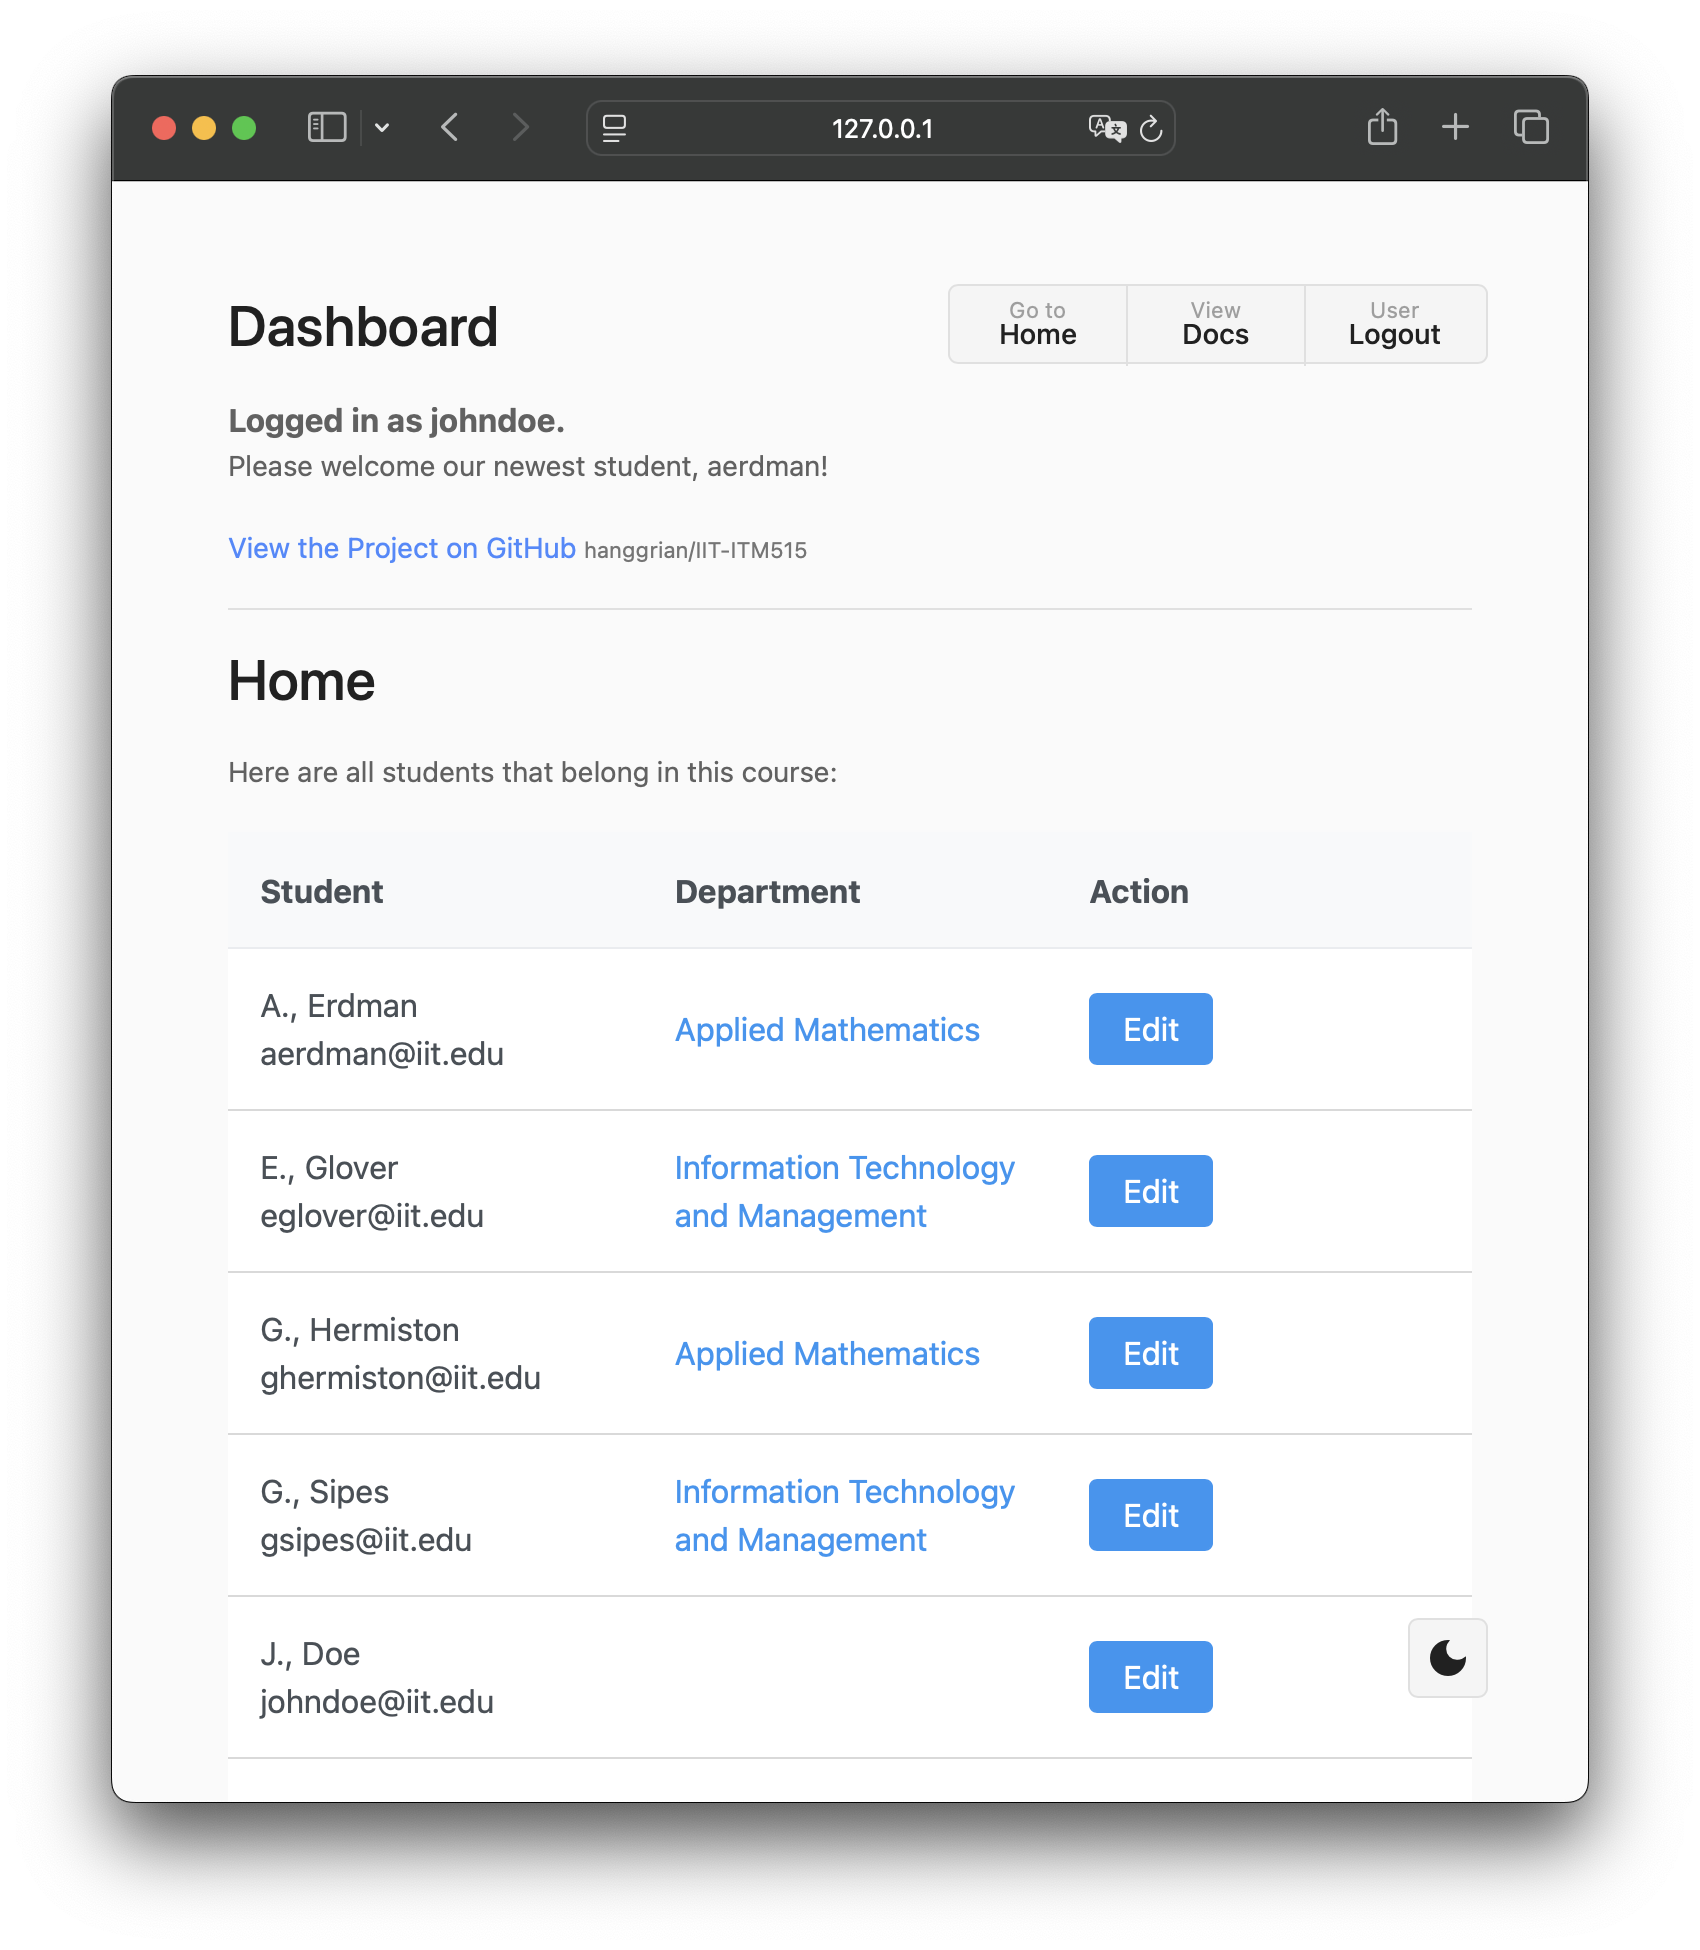 127.0.0.1
Dashboard
Go to
Home
View
Docs
User
Logout
Logged in as johndoe.
Please welcome our newest student, aerdman!
View the Project on GitHub hanggrian/IIT-ITM515
Home
Here are all students that belong in this course:
Student Department Action
A., Erdman
aerdman@iit.edu
Applied Mathematics
Edit
E., Glover
eglover@iit.edu
Information Technology
and Management
Edit
G., Hermiston
ghermiston@iit.edu
Applied Mathematics
Edit
G., Sipes
gsipes@iit.edu
Information Technology
and Management
Edit
J., Doe
johndoe@iit.edu
Edit